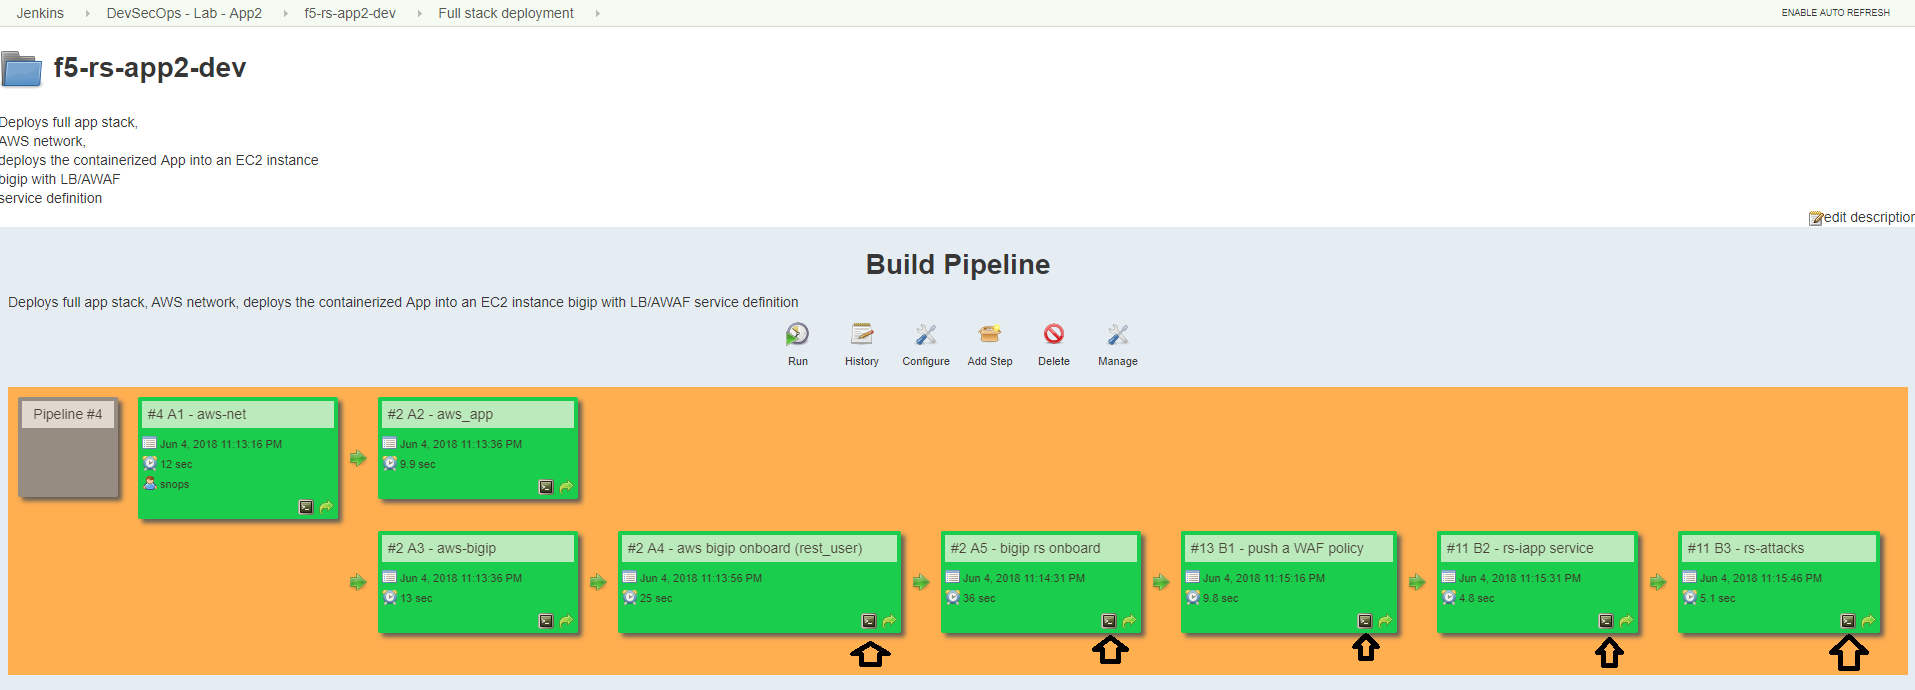 Jenkins DevSecOps - Lab - App2 f5-rs-app2-dev Full stack deployment ENABLE AUTO REFRESH
f5-rs-app2-dev
Deploys full app stack,
AWS network,
deploys the containerized App into an EC2 instance
bigip with LB/AWAF
service definition
edit description
Build Pipeline
Deploys full app stack, AWS network, deploys the containerized App into an EC2 instance bigip with LB/AWAF service definition
Run History Configure Add Step Delete Manage
Pipeline #4
#4 A1 - aws-net
Jun 4, 2018 11:13:16 PM
12 sec
snops
#2 A2 - aws_app
Jun 4, 2018 11:13:36 PM
9.9 sec
#2 A3 - aws-bigip
Jun 4, 2018 11:13:36 PM
13 sec
#2 A4 - aws bigip onboard (rest_user)
Jun 4, 2018 11:13:56 PM
25 sec
#2 A5 - bigip rs onboard
Jun 4, 2018 11:14:31 PM
36 sec
#13 B1 - push a WAF policy
Jun 4, 2018 11:15:16 PM
9.8 sec
#11 B2 - rs-iapp service
Jun 4, 2018 11:15:31 PM
4.8 sec
#11 B3 - rs-attacks
Jun 4, 2018 11:15:46 PM
5.1 sec